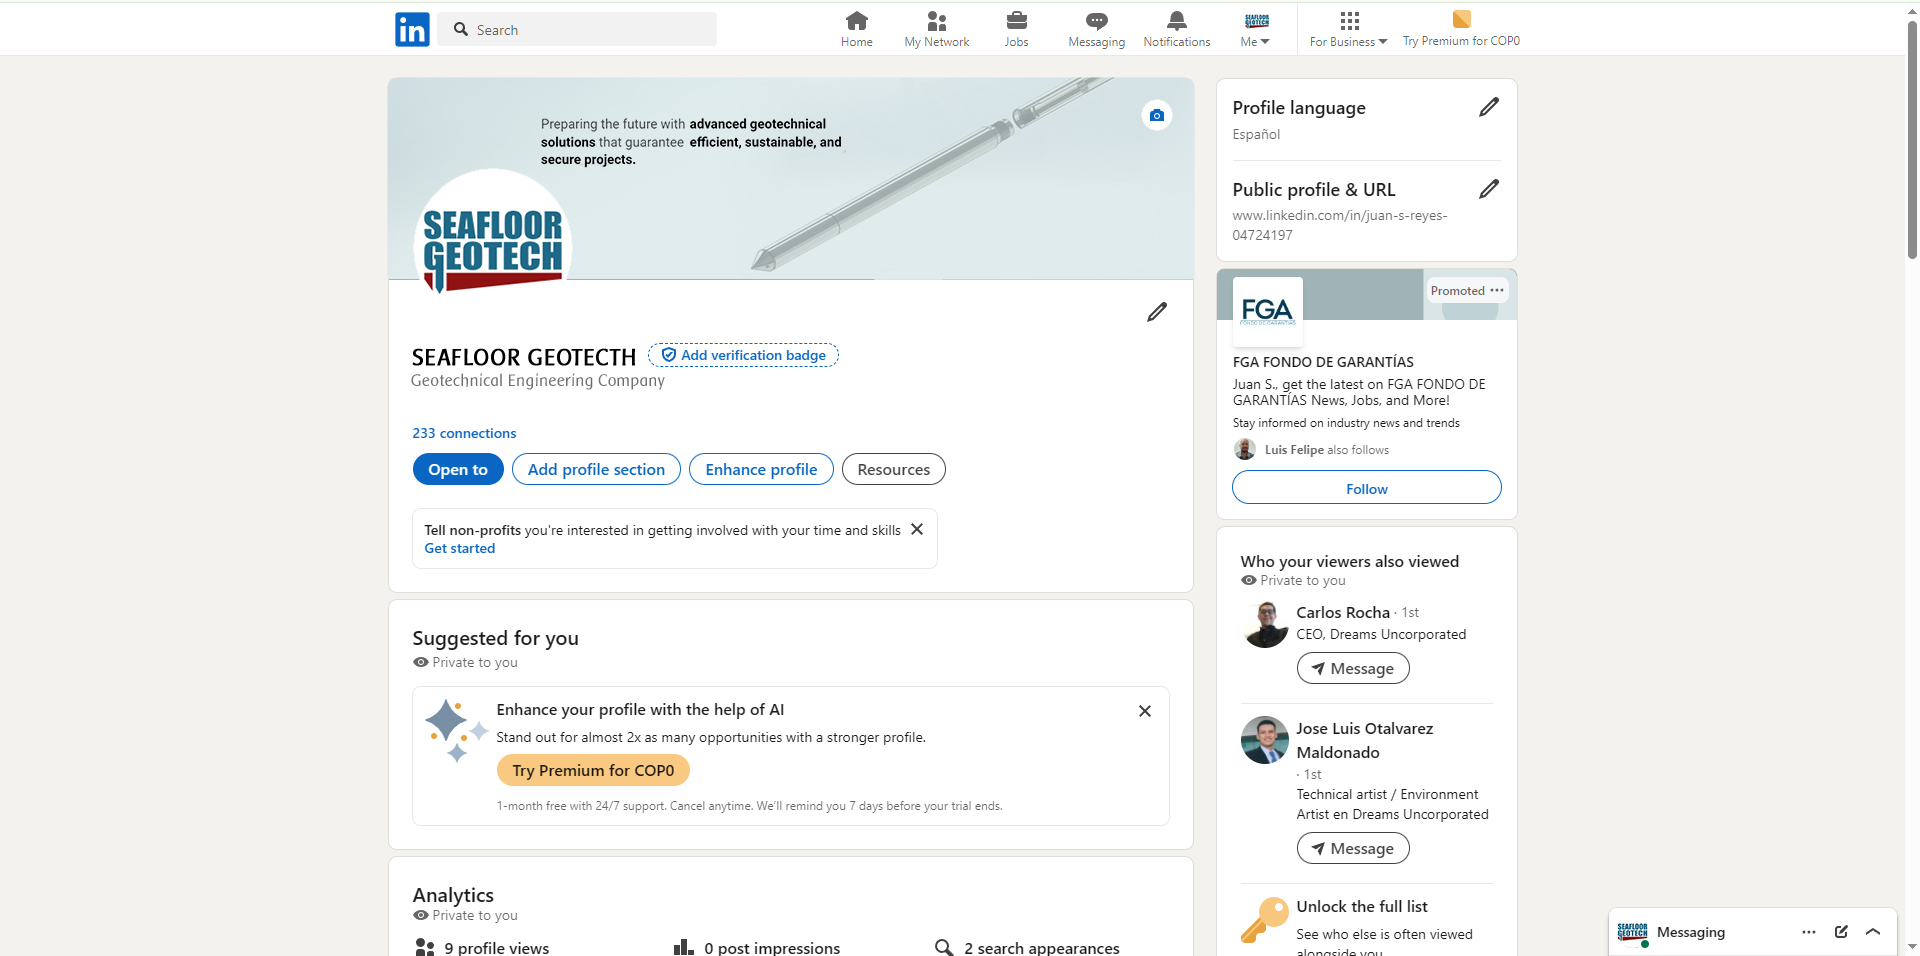 Search
Home
My Network
Jobs
Messaging
Notifications
Me
For Business
Try Premium for COP0
Preparing the future with advanced geotechnical
solutions that guarantee efficient, sustainable, and
secure projects.
SEAFLOOR
GEOTECH
SEAFLOOR GEOTECTH
Add verification badge
Geotechnical Engineering Company
233 connections
Open to
Add profile section
Enhance profile
Resources
Tell non-profits you're interested in getting involved with your time and skills
Get started
Suggested for you
Private to you
Enhance your profile with the help of AI
Stand out for almost 2x as many opportunities with a stronger profile.
Try Premium for COP0
1-month free with 24/7 support. Cancel anytime. We'll remind you 7 days before your trial ends.
Analytics
Private to you
9 profile views
0 post impressions
2 search appearances
Profile language
Español
Public profile & URL
www.linkedin.com/in/juan-s-reyes-
04724197
Promoted
FGA
FONDO DE GARANTÍAS
FGA FONDO DE GARANTÍAS
Juan S., get the latest on FGA FONDO DE
GARANTÍAS News, Jobs, and More!
Stay informed on industry news and trends
Luis Felipe also follows
Follow
Who your viewers also viewed
Private to you
Carlos Rocha · 1st
CEO, Dreams Uncorporated
Message
Jose Luis Otalvarez
Maldonado
· 1st
Technical artist / Environment
Artist en Dreams Uncorporated
Message
Unlock the full list
See who else is often viewed
alongside you
SEAFLOOR
GEOTECH
Messaging